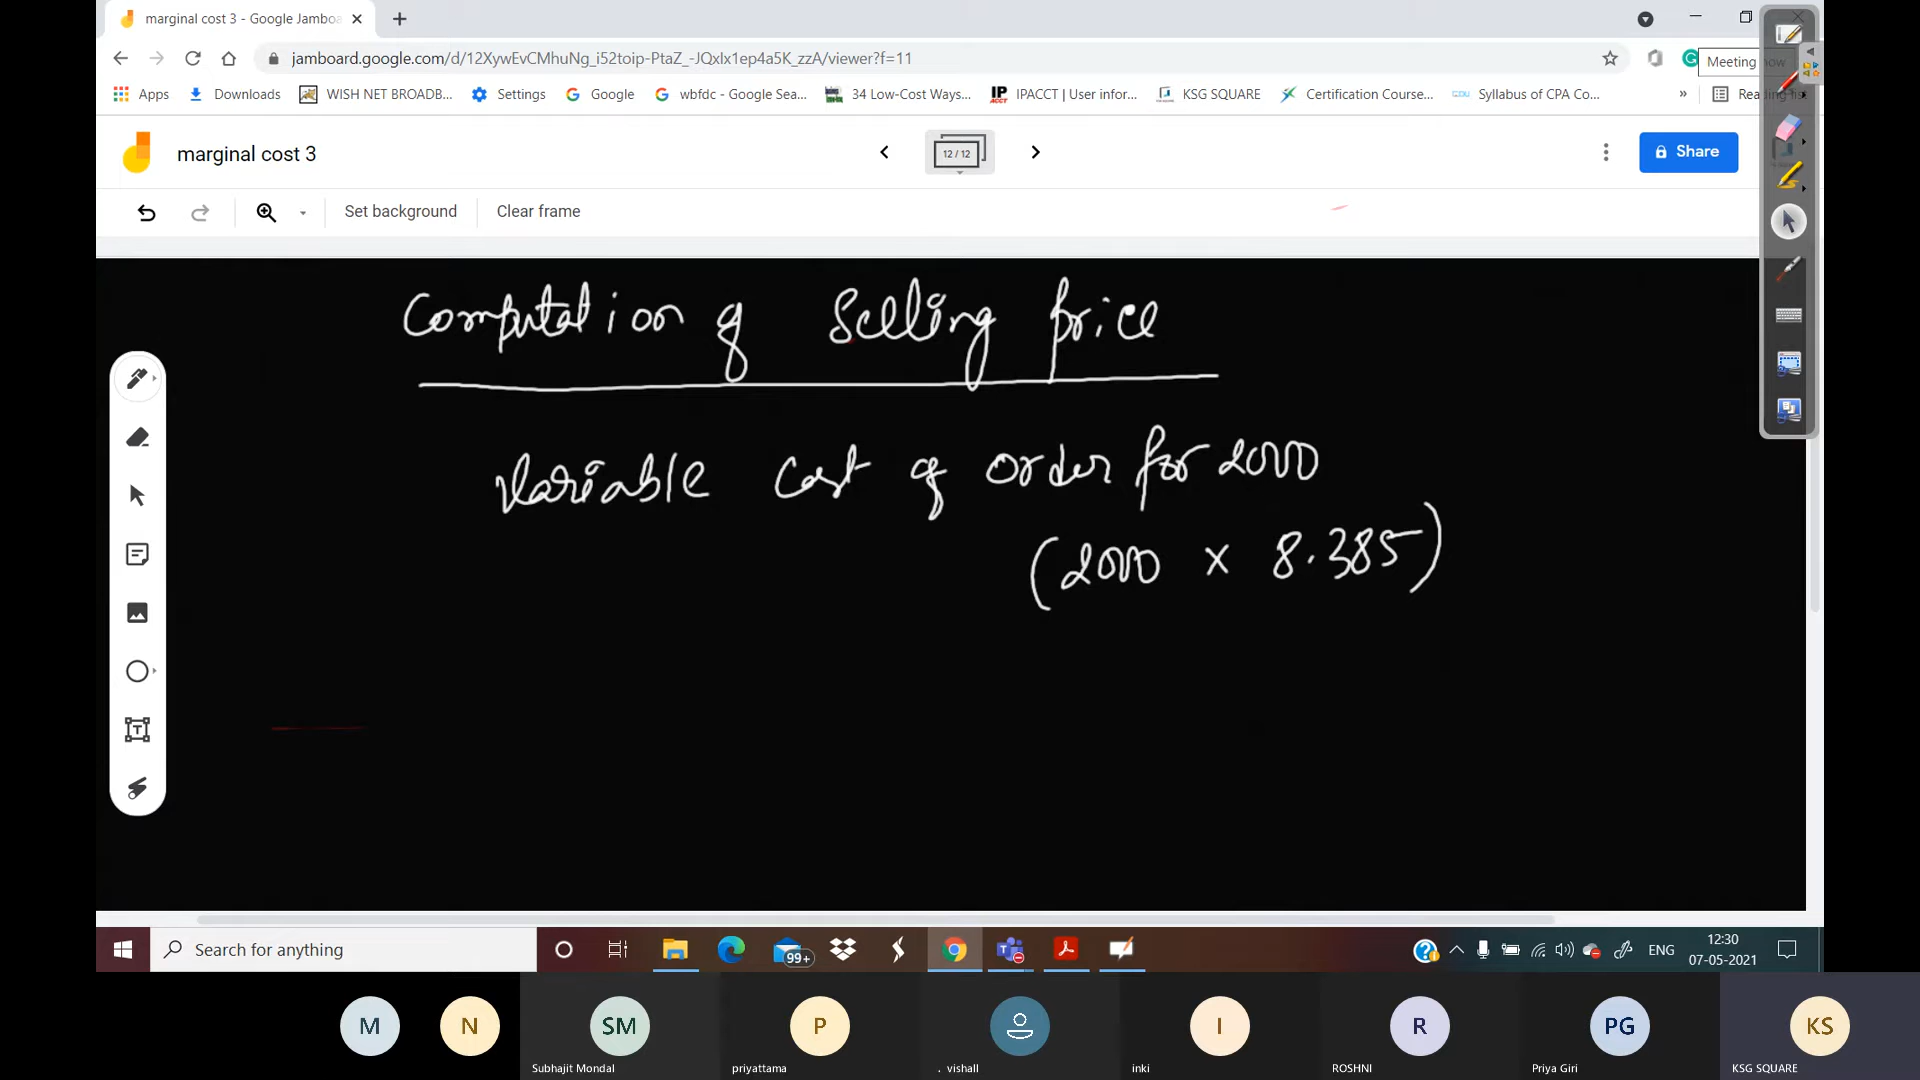 marginal cost 3 - Google Jamboa
jamboard.google.com/d/12XywEvCMhuNg_i52toip-PtaZ_-JQxlx1ep4a5K_zzA/viewer?f=11
Meeting now
Apps Downloads WISH NET BROADB... Settings Google wbfdc - Google Sea... 34 Low-Cost Ways... IPACCT | User infor... KSG SQUARE Certification Course... Syllabus of CPA Co... » Reading list
marginal cost 3
12 / 12
Share
Set background Clear frame
Computation of Selling price
Variable Cost of order for 2000
(2000 x 8.385)
Search for anything
99+
ENG
12:30
07-05-2021
M N SM P I R PG KS
Subhajit Mondal priyattama . vishall inki ROSHNI Priya Giri KSG SQUARE